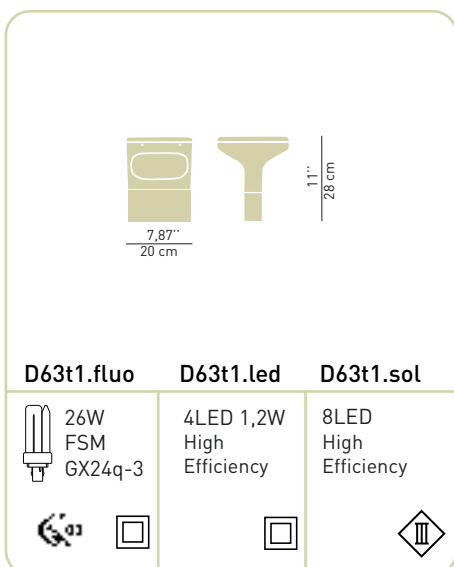 11’’
28 cm
7,87’’
20 cm
D63t1.fluo
D63t1.led
D63t1.sol
26W
FSM
GX24q-3
4LED 1,2W
High
Efficiency
8LED
High
Efficiency
III